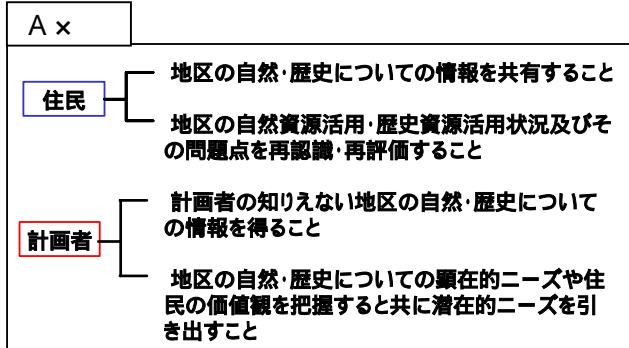 A ×
住民
地区の自然・歴史についての情報を共有すること
地区の自然資源活用・歴史資源活用状況及びそ
の問題点を再認識・再評価すること
計画者
計画者の知りえない地区の自然・歴史について
の情報を得ること
地区の自然・歴史についての顕在的ニーズや住
民の価値観を把握すると共に潜在的ニーズを引
き出すこと